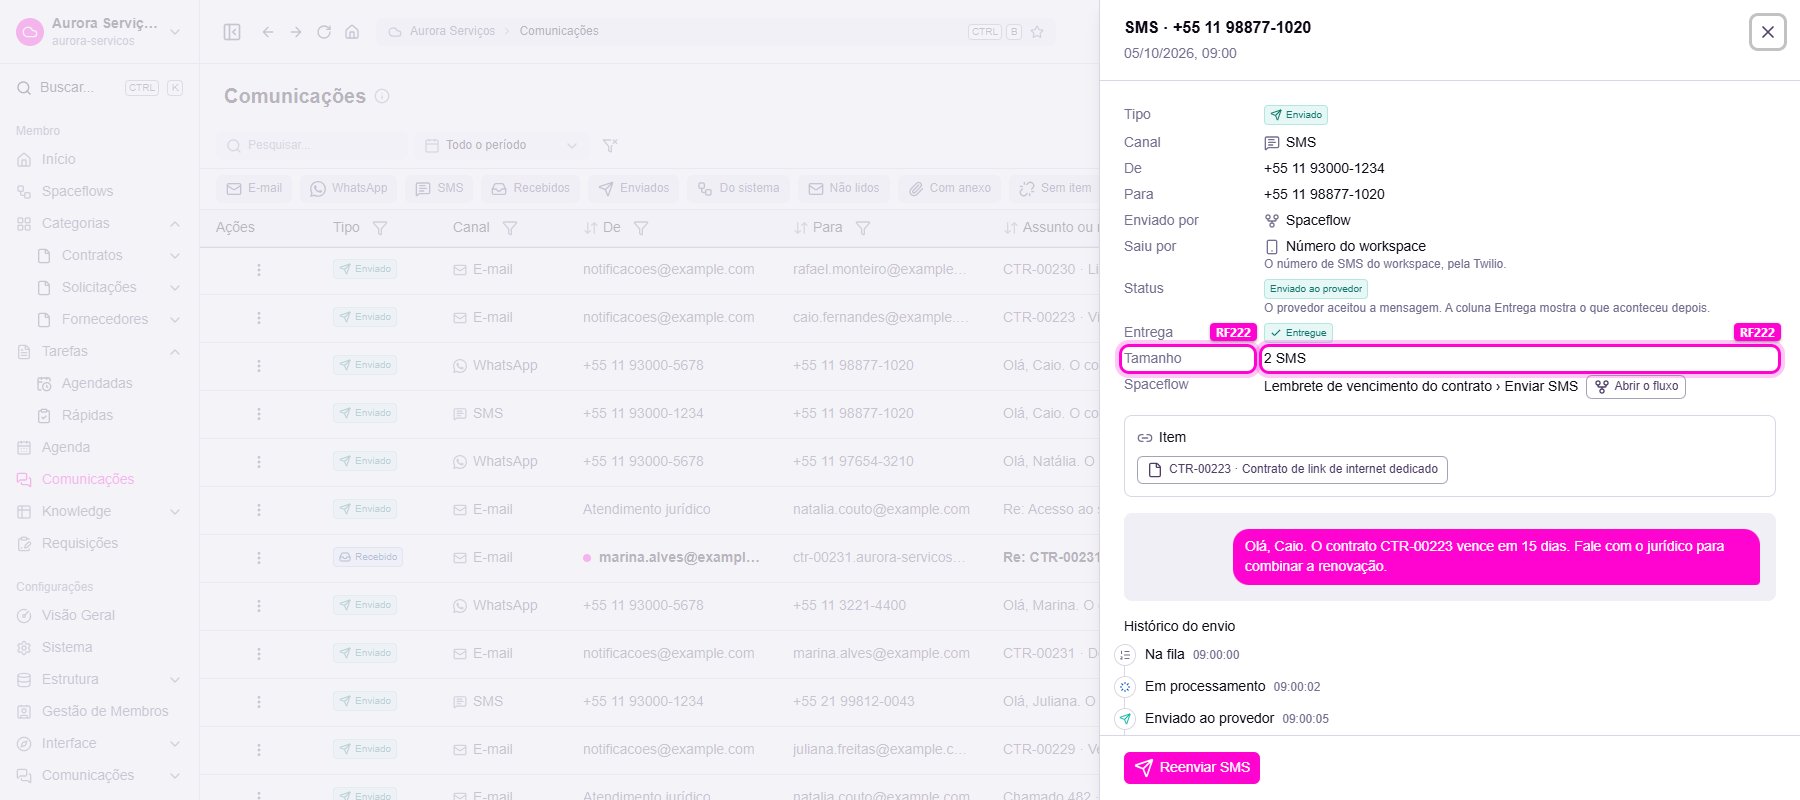 Aurora Serviç...
aurora-servicos
Buscar... CTRL K
Membro
Início
Spaceflows
Categorias
Contratos
Solicitações
Fornecedores
Tarefas
Agendadas
Rápidas
Agenda
Comunicações
Knowledge
Requisições
Configurações
Visão Geral
Sistema
Estrutura
Gestão de Membros
Interface
Comunicações
Aurora Serviços › Comunicações CTRL B
Comunicações
Pesquisar... Todo o período
E-mail WhatsApp SMS Recebidos Enviados Do sistema Não lidos Com anexo Sem item
Ações Tipo Canal De Para Assunto ou
Enviado E-mail notificacoes@example.com rafael.monteiro@example... CTR-00230 · Li
Enviado E-mail notificacoes@example.com caio.fernandes@example.... CTR-00223 · Vi
Enviado WhatsApp +55 11 93000-5678 +55 11 98877-1020 Olá, Caio. O co
Enviado SMS +55 11 93000-1234 +55 11 98877-1020 Olá, Caio. O co
Enviado WhatsApp +55 11 93000-5678 +55 11 97654-3210 Olá, Natália. O
Enviado E-mail Atendimento jurídico natalia.couto@example.com Re: Acesso ao
Recebido E-mail marina.alves@exampl... ctr-00231.aurora-servicos... Re: CTR-00231
Enviado WhatsApp +55 11 93000-5678 +55 11 3221-4400 Olá, Marina. O
Enviado E-mail notificacoes@example.com marina.alves@example.com CTR-00231 · D
Enviado SMS +55 11 93000-1234 +55 21 99812-0043 Olá, Juliana. O
Enviado E-mail notificacoes@example.com juliana.freitas@example.c... CTR-00229 · Ve
Enviado E-mail Atendimento jurídico natalia.couto@example.com Chamado 482
SMS · +55 11 98877-1020
05/10/2026, 09:00
Tipo Enviado
Canal SMS
De +55 11 93000-1234
Para +55 11 98877-1020
Enviado por Spaceflow
Saiu por Número do workspace
O número de SMS do workspace, pela Twilio.
Status Enviado ao provedor
O provedor aceitou a mensagem. A coluna Entrega mostra o que aconteceu depois.
Entrega RF222 Entregue RF222
Tamanho 2 SMS
Spaceflow Lembrete de vencimento do contrato › Enviar SMS Abrir o fluxo
Item
CTR-00223 · Contrato de link de internet dedicado
Olá, Caio. O contrato CTR-00223 vence em 15 dias. Fale com o jurídico para
combinar a renovação.
Histórico do envio
Na fila 09:00:00
Em processamento 09:00:02
Enviado ao provedor 09:00:05
Reenviar SMS